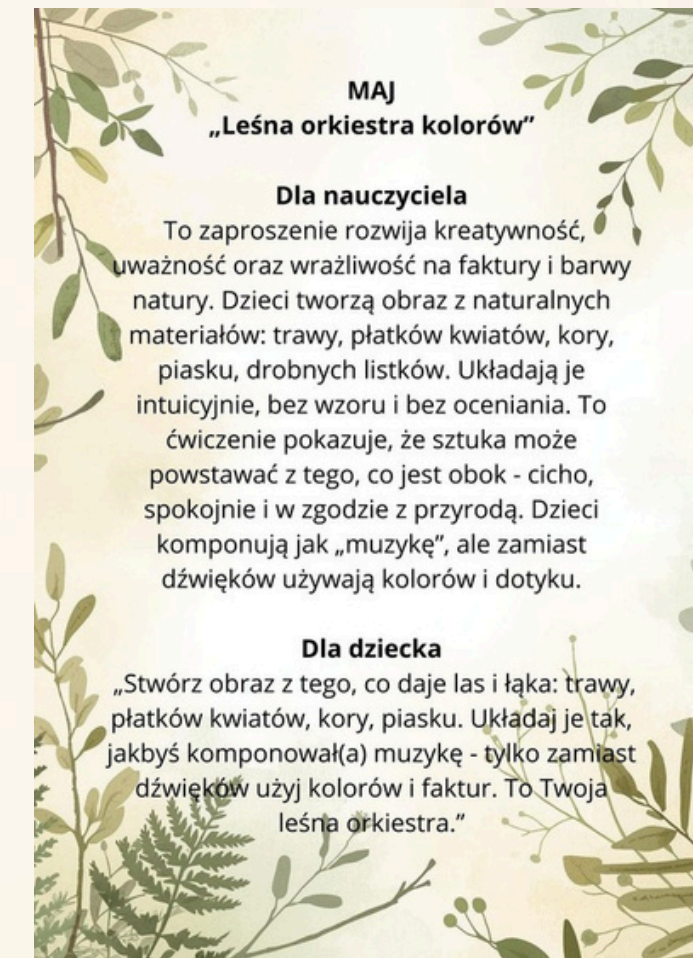 MAJ
„Leśna orkiestra kolorów”
Dla nauczyciela
To zaproszenie rozwija kreatywność,
uważność oraz wrażliwość na faktury i barwy
natury. Dzieci tworzą obraz z naturalnych
materiałów: trawy, płatków kwiatów, kory,
piasku, drobnych listków. Układają je
intuicyjnie, bez wzoru i bez oceniania. To
ćwiczenie pokazuje, że sztuka może
powstawać z tego, co jest obok - cicho,
spokojnie i w zgodzie z przyrodą. Dzieci
komponują jak „muzykę”, ale zamiast
dźwięków używają kolorów i dotyku.
Dla dziecka
„Stwórz obraz z tego, co daje las i łąka: trawy,
płatków kwiatów, kory, piasku. Układaj je tak,
jakbyś komponował(a) muzykę - tylko zamiast
dźwięków użyj kolorów i faktur. To Twoja
leśna orkiestra.”